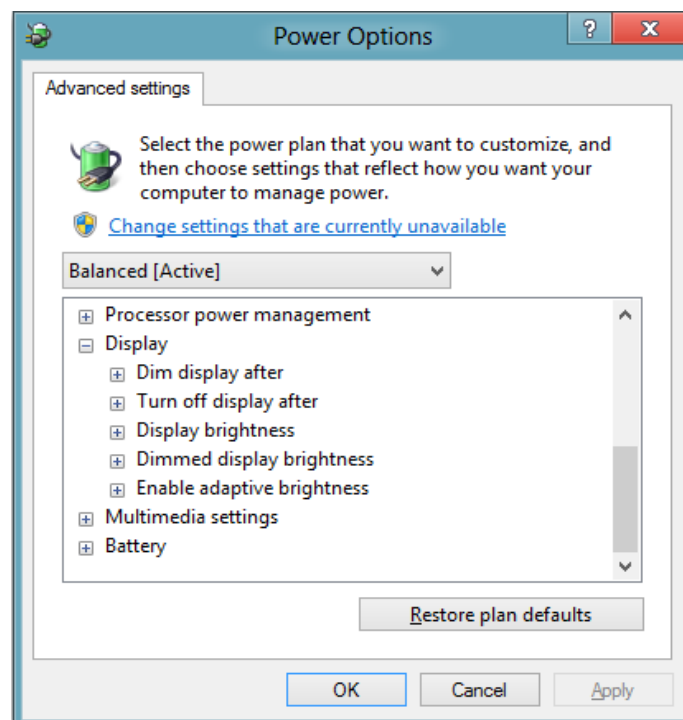 Power Options
?
x
Advanced settings
Select the power plan that you want to customize, and
then choose settings that reflect how you want your
computer to manage power.
Change settings that are currently unavailable
Balanced [Active]
Processor power management
Display
Dim display after
Turn off display after
Display brightness
Dimmed display brightness
Enable adaptive brightness
Multimedia settings
Battery
Restore plan defaults
OK
Cancel
Apply